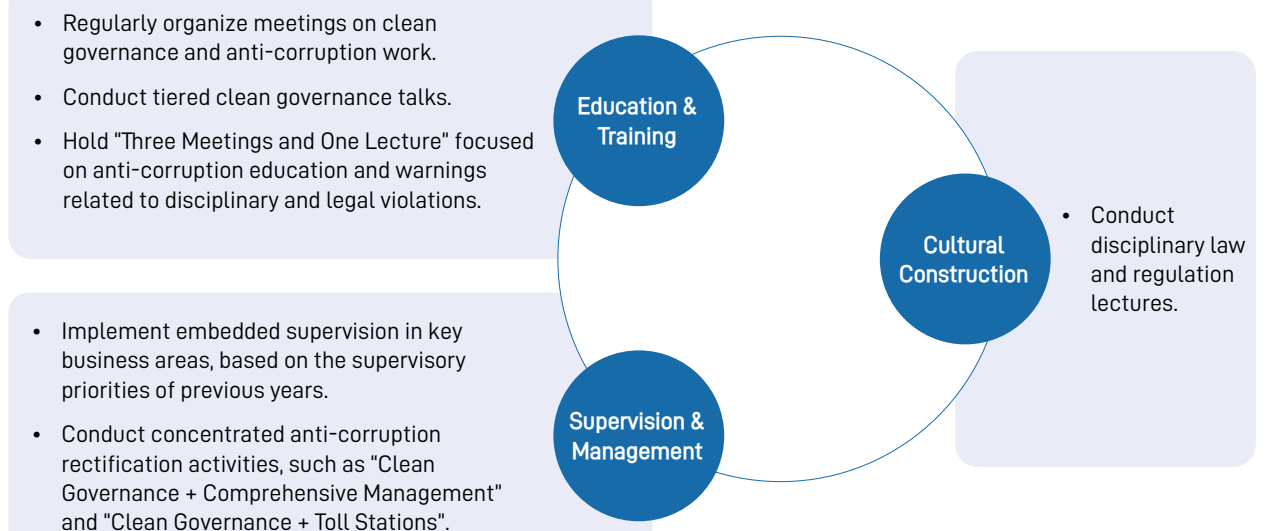 • Regularly organize meetings on clean
governance and anti-corruption work.
• Conduct tiered clean governance talks.
• Hold “Three Meetings and One Lecture” focused
on anti-corruption education and warnings
related to disciplinary and legal violations.
Education &
Training
Cultural
Construction
• Conduct
disciplinary law
and regulation
lectures.
• Implement embedded supervision in key
business areas, based on the supervisory
priorities of previous years.
• Conduct concentrated anti-corruption
rectification activities, such as “Clean
Governance + Comprehensive Management”
and “Clean Governance + Toll Stations”.
Supervision &
Management